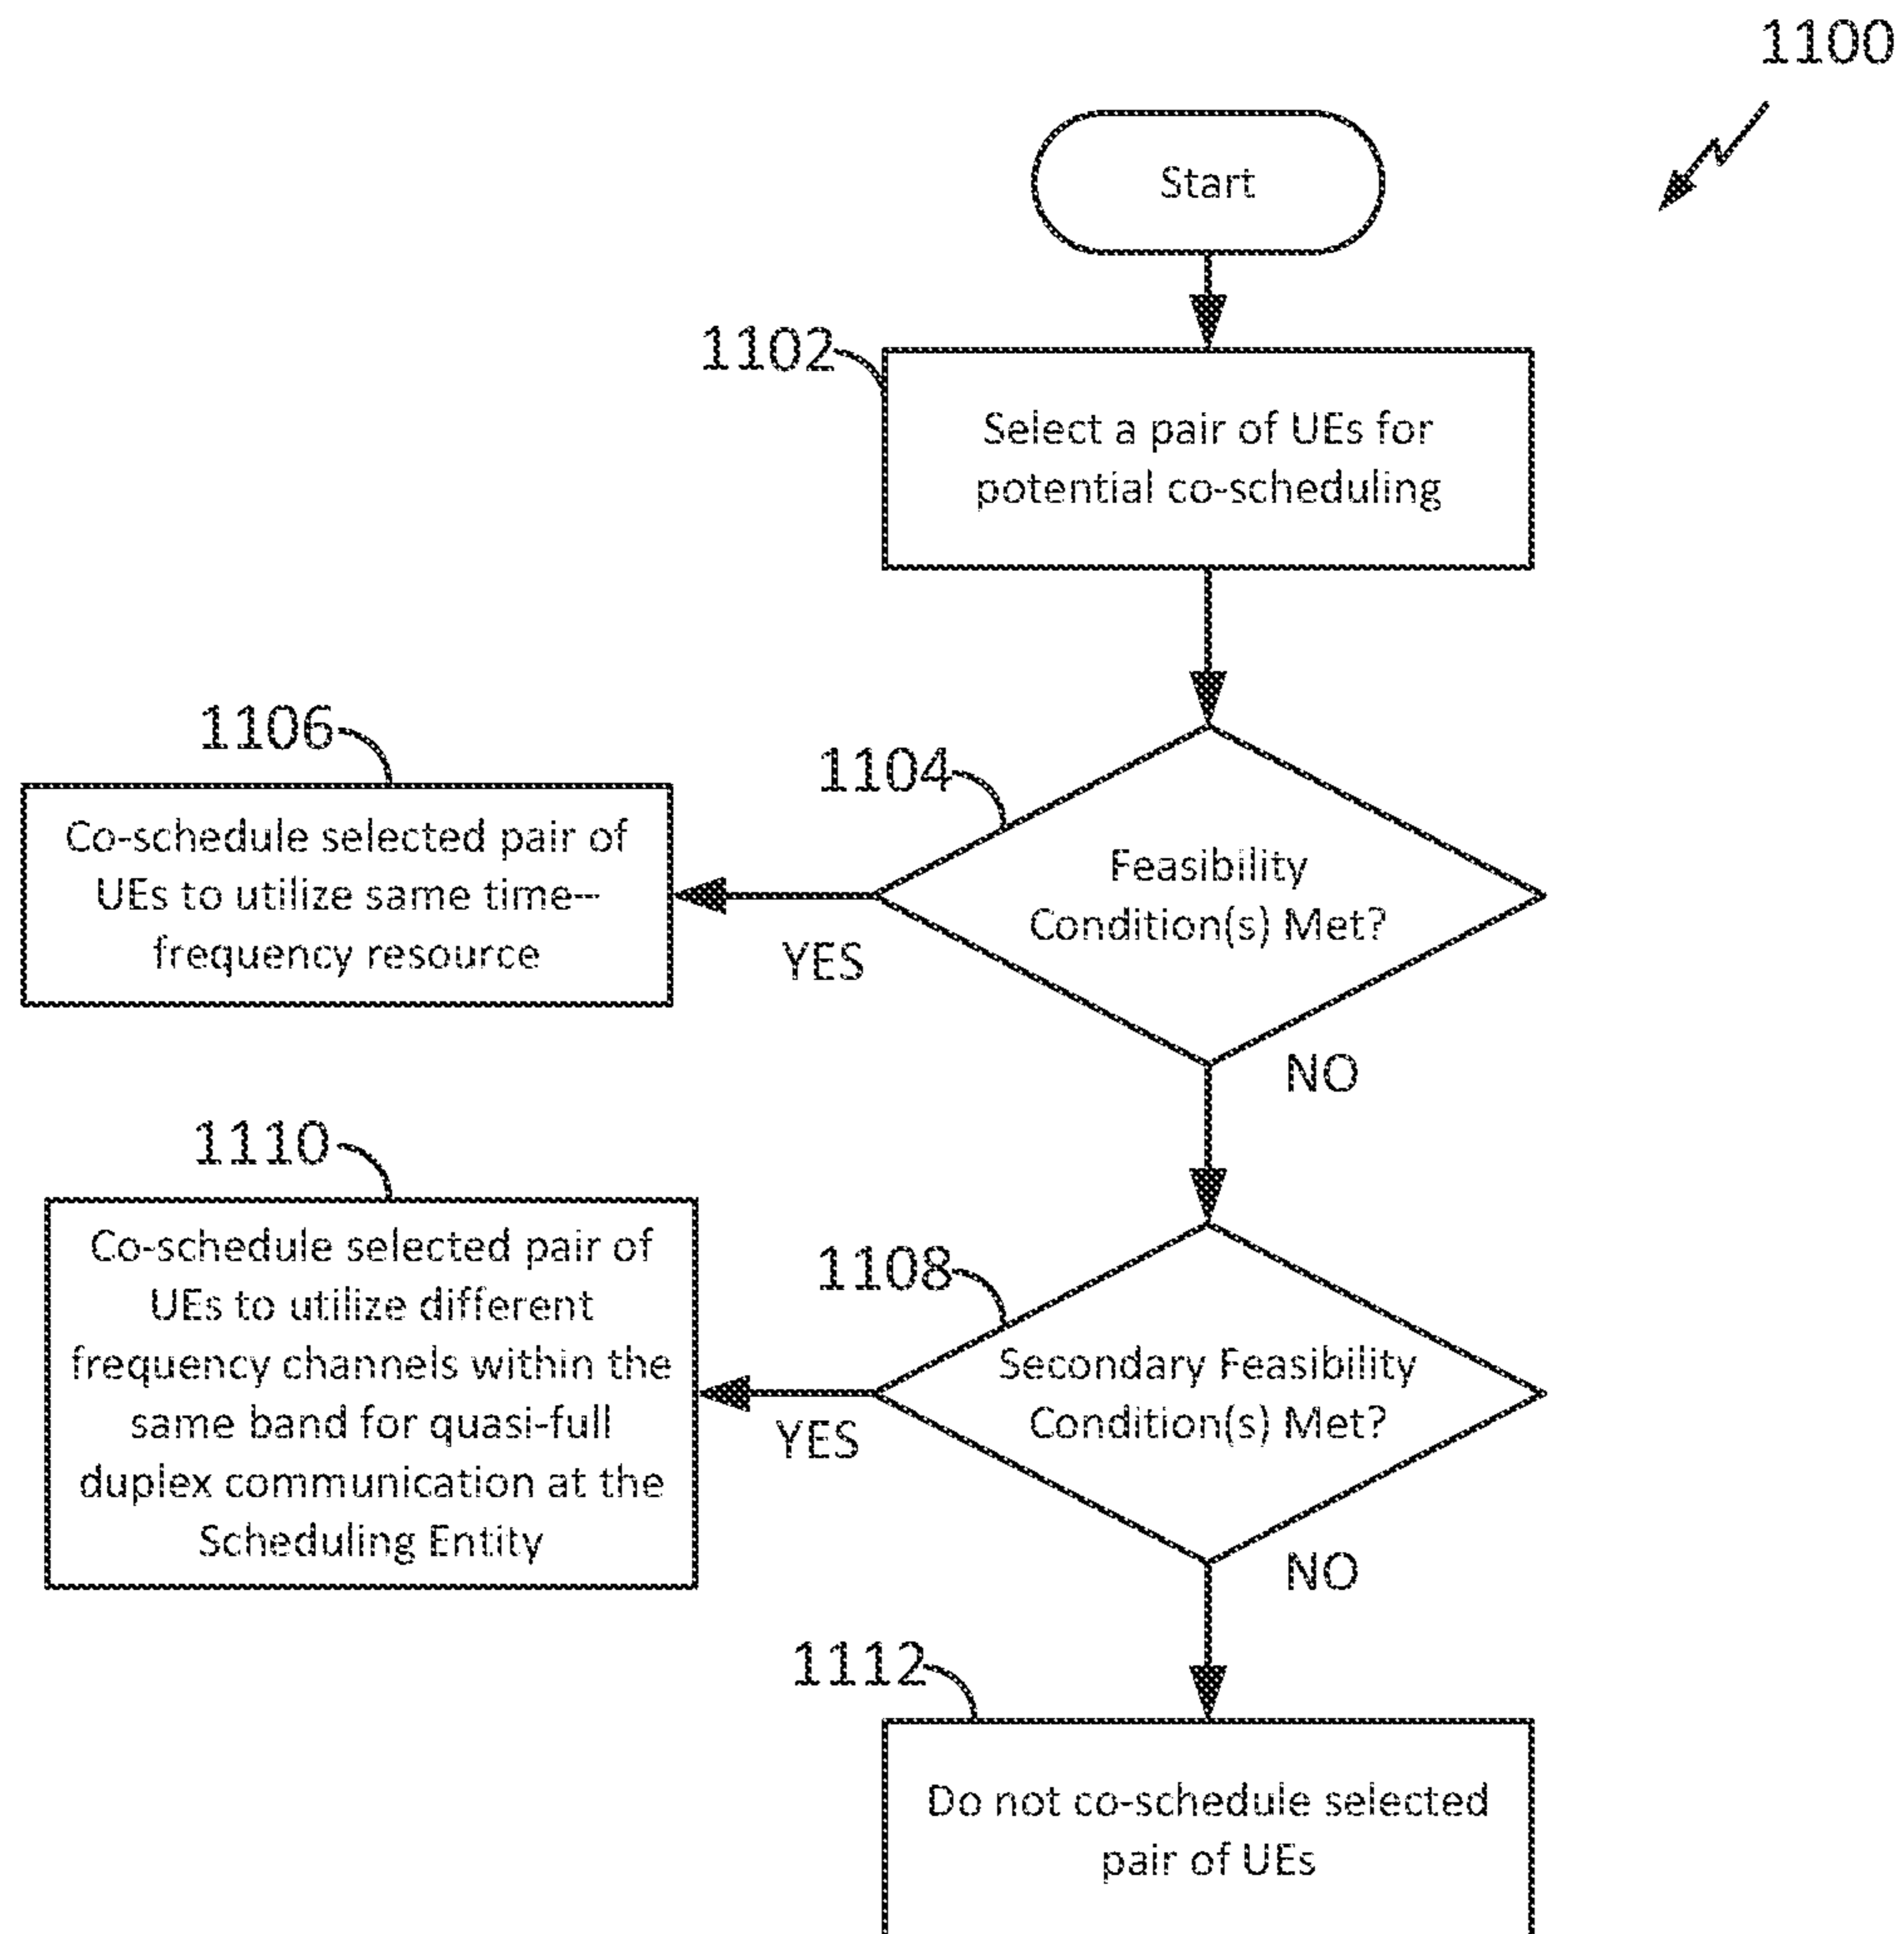 1100
Start
1102
Select a pair of UEs for
potential co-scheduling
1106
1104
Co-schedule selected pair of
UEs to utilize same time--
frequency resource
Feasibility
Condition(s) Met?
YES
NO
1110
1108
Co-schedule selected pair of
UEs to utilize different
frequency channels within the
same band for quasi-full
duplex communication at the
Scheduling Entity
Secondary Feasibility
Condition(s) Met?
YES
NO
1112
Do not co-schedule selected
pair of UEs